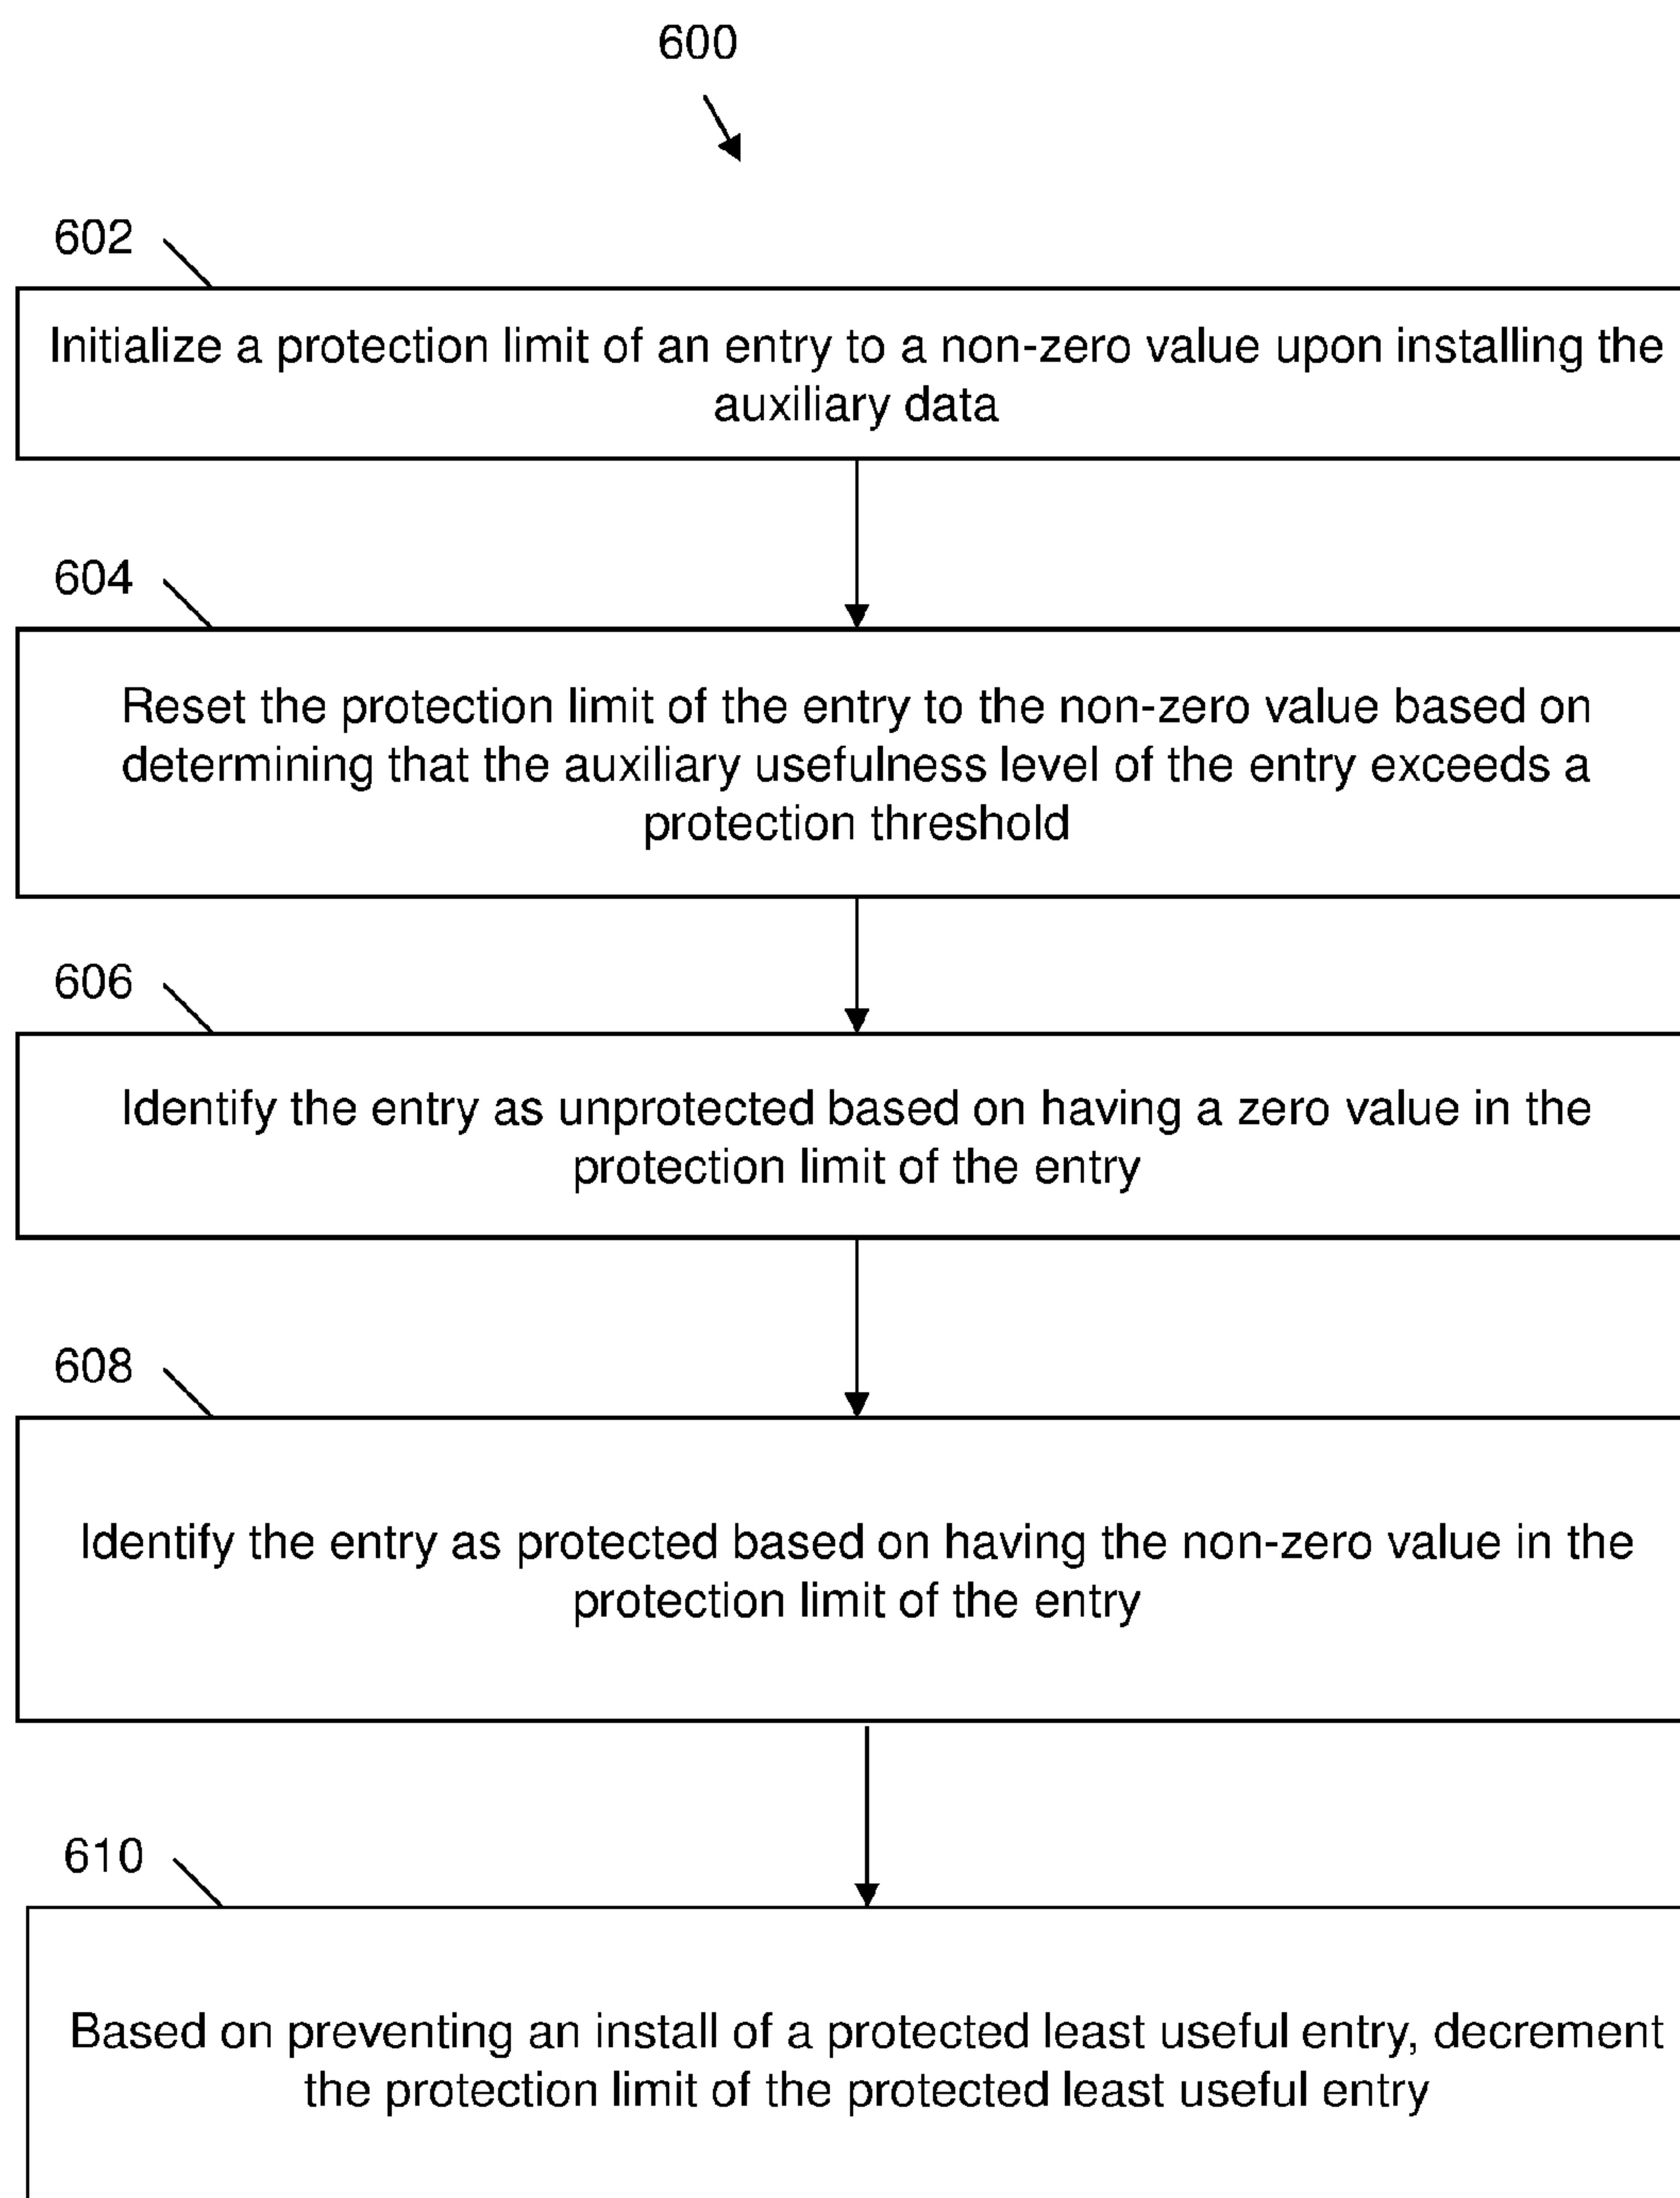 600
602
Initialize a protection limit of an entry to a non-zero value upon installing the
auxiliary data
604
Reset the protection limit of the entry to the non-zero value based on
determining that the auxiliary usefulness level of the entry exceeds a
protection threshold
606
Identify the entry as unprotected based on having a zero value in the
protection limit of the entry
608
Identify the entry as protected based on having the non-zero value in the
protection limit of the entry
610
Based on preventing an install of a protected least useful entry, decrement
the protection limit of the protected least useful entry